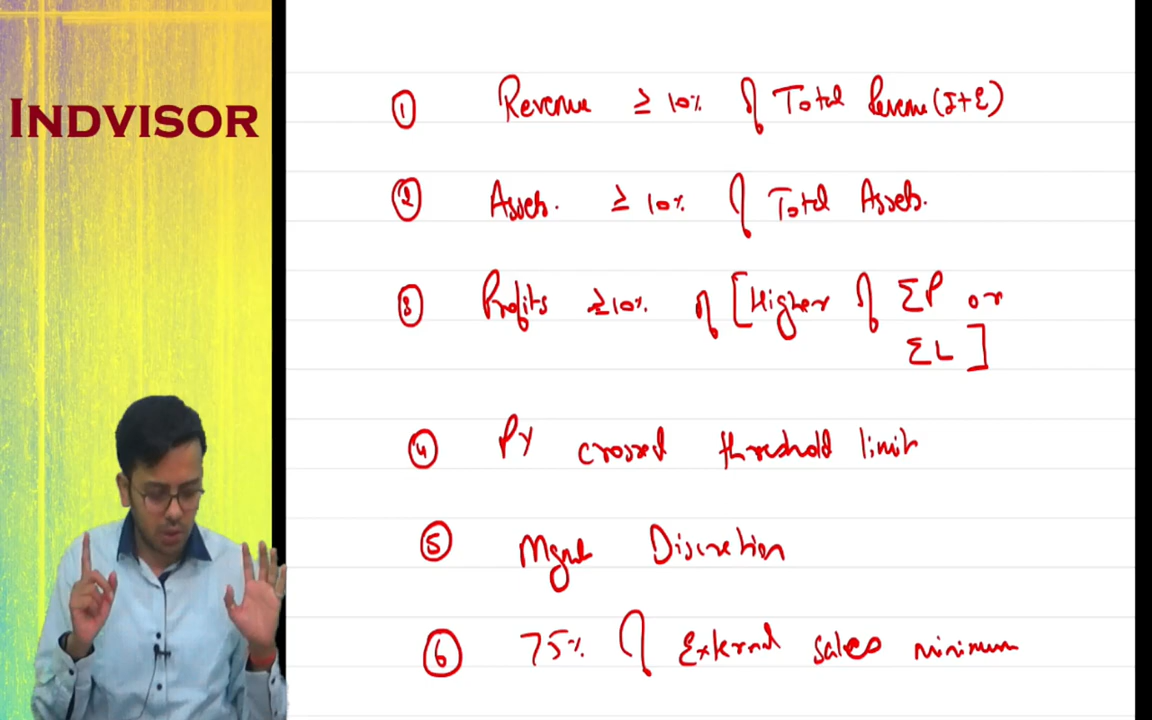 INDVISOR
① Revenue ≥ 10% of Total Revenue (I+E)
② Assets. ≥ 10% of Total Assets.
③ Profits ≥ 10% of [Higher of ΣP or
ΣL]
④ PY crossed threshold limit
⑤ Mgmt Discretion
⑥ 75% of External sales minimum